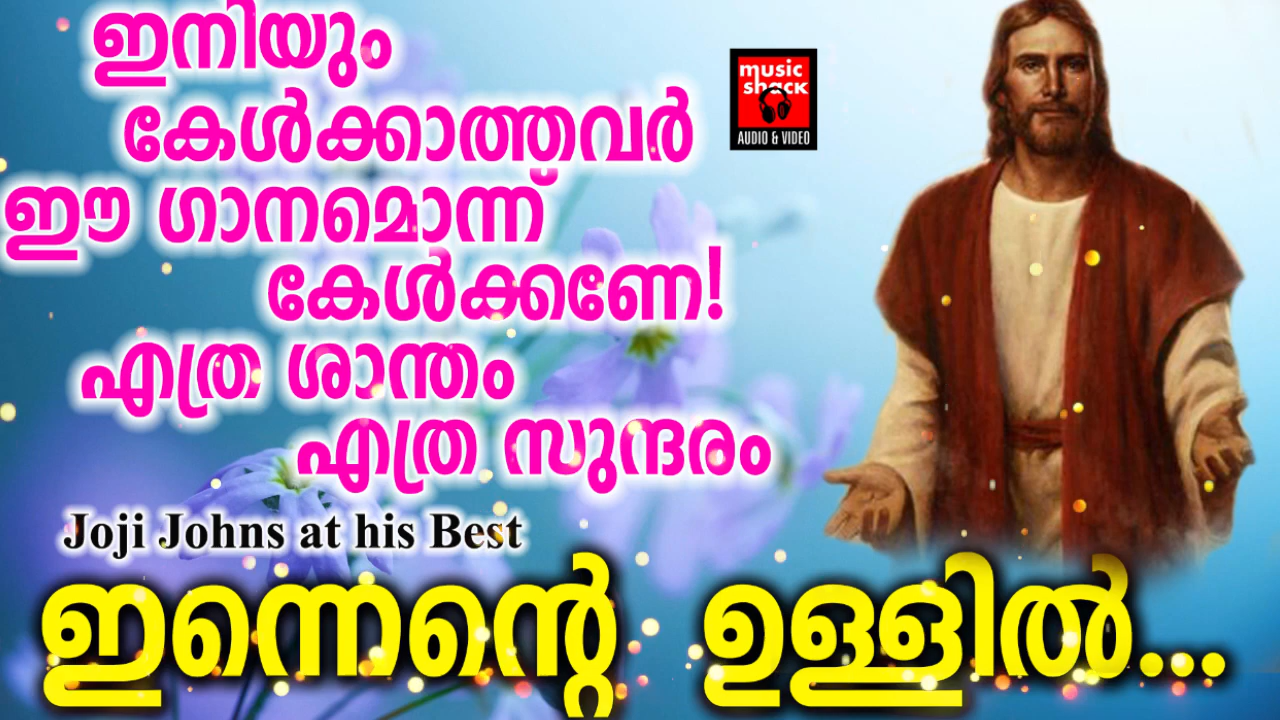 ഇനിയും
കേൾക്കാത്തവർ
ഈ ഗാനമൊന്ന്
കേൾക്കണേ!
എത്ര ശാന്തം
എത്ര സുന്ദരം
music
shack
AUDIO & VIDEO
Joji Johns at his Best
ഇന്നെന്റെ ഉള്ളിൽ...